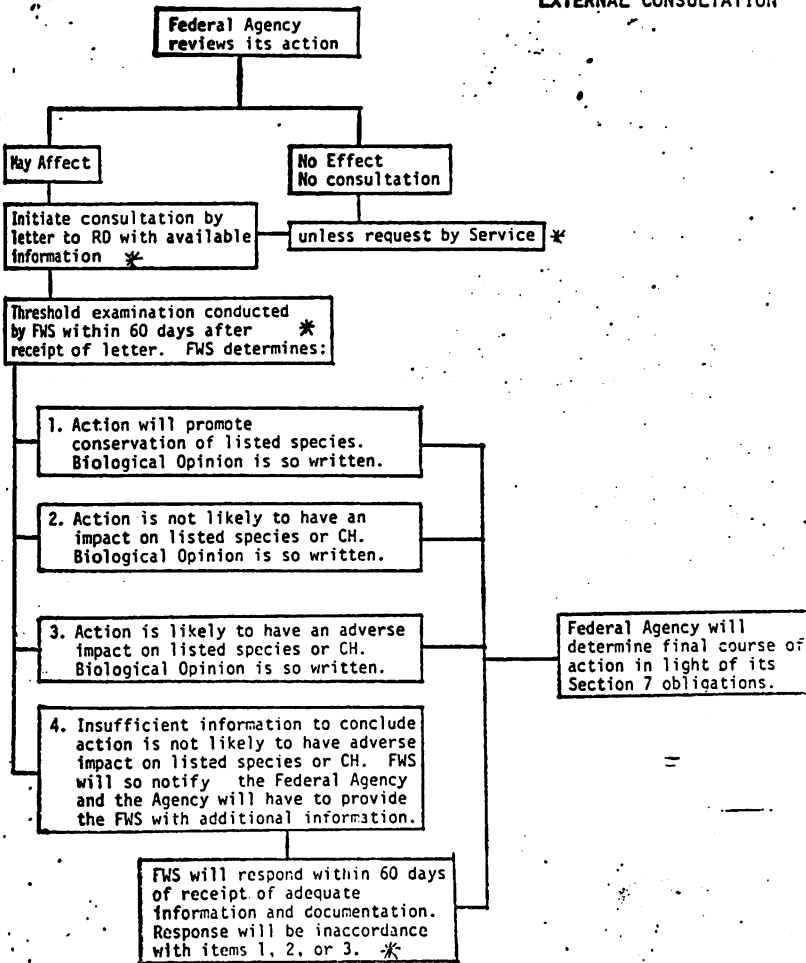 EXTERNAL CONSULTATION
Federal Agency
reviews its action
May Affect
No Effect
No consultation
Initiate consultation by
letter to RD with available
information *
unless request by Service *
Threshold examination conducted
by FWS within 60 days after *
receipt of letter. FWS determines:
1. Action will promote
conservation of listed species.
Biological Opinion is so written.
2. Action is not likely to have an
impact on listed species or CH.
Biological Opinion is so written.
3. Action is likely to have an adverse
impact on listed species or CH.
Biological Opinion is so written.
Federal Agency will
determine final course of
action in light of its
Section 7 obligations.
4. Insufficient information to conclude
action is not likely to have adverse
impact on listed species or CH. FWS
will so notify the Federal Agency
and the Agency will have to provide
the FWS with additional information.
FWS will respond within 60 days
of receipt of adequate
information and documentation.
Response will be inaccordance
with items 1, 2, or 3. *